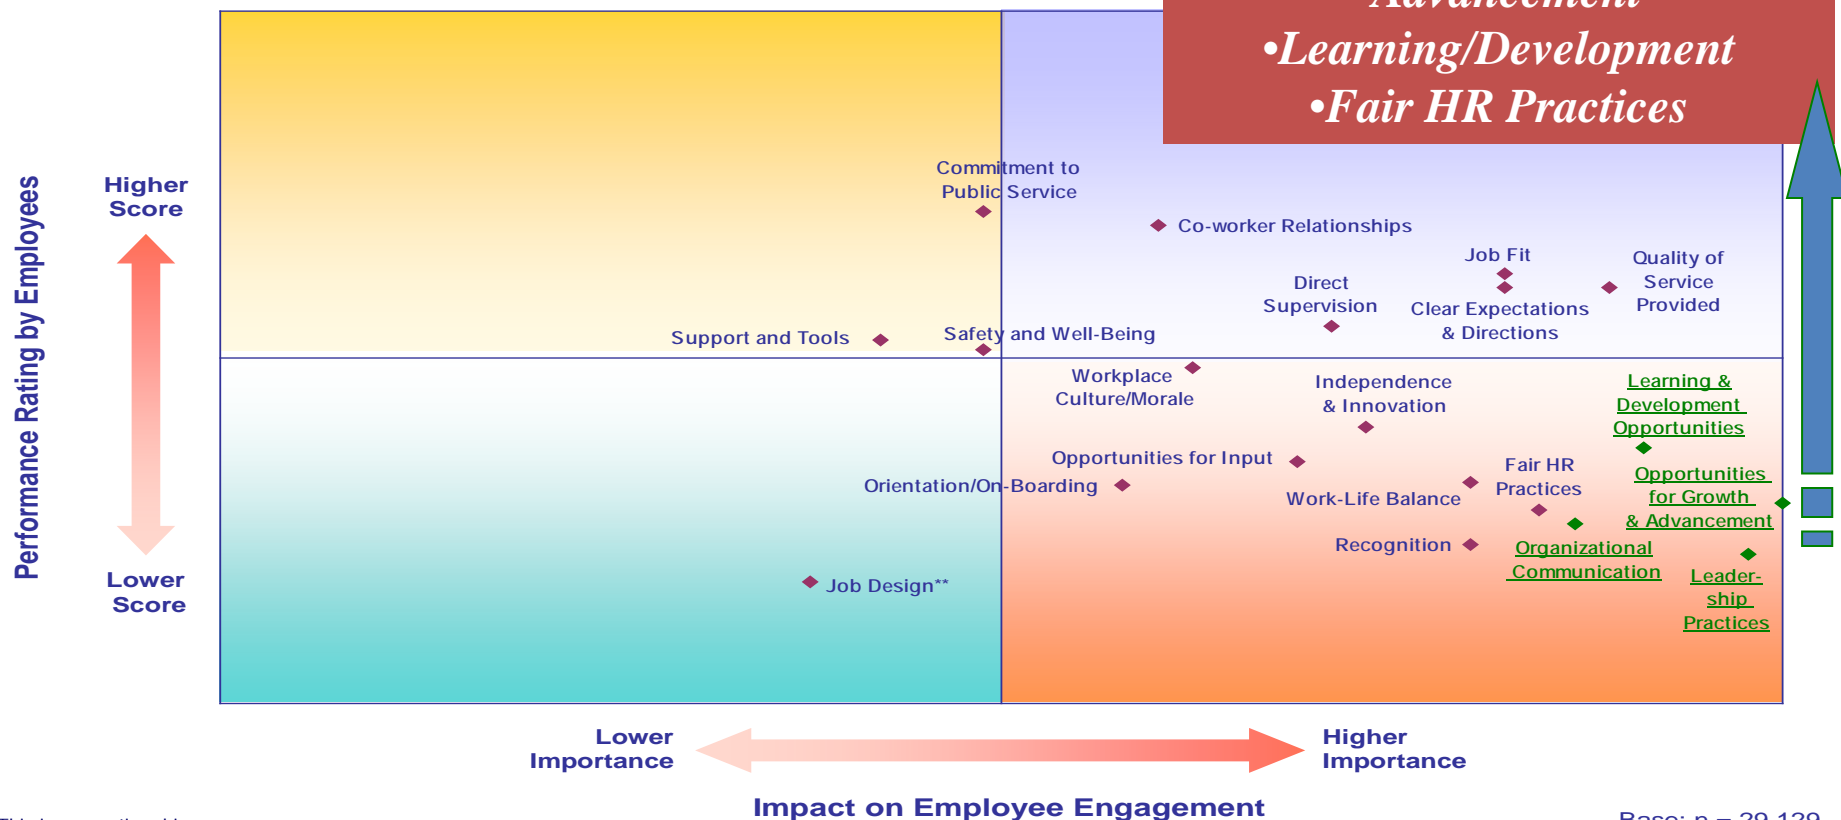 Advancement
•Learning/Development
•Fair HR Practices
Performance Rating by Employees
Higher
Score
Lower
Score
Commitment to
Public Service
Co-worker Relationships
Job Fit
Quality of
Service
Provided
Direct
Supervision
Clear Expectations
& Directions
Support and Tools
Safety and Well-Being
Workplace
Culture/Morale
Independence
& Innovation
Learning &
Development
Opportunities
Opportunities for Input
Orientation/On-Boarding
Work-Life Balance
Fair HR
Practices
Opportunities
for Growth
& Advancement
Recognition
Organizational
Communication
Leader-
ship
Practices
Job Design**
Lower
Importance
Higher
Importance
Impact on Employee Engagement
Base: n = 29,129